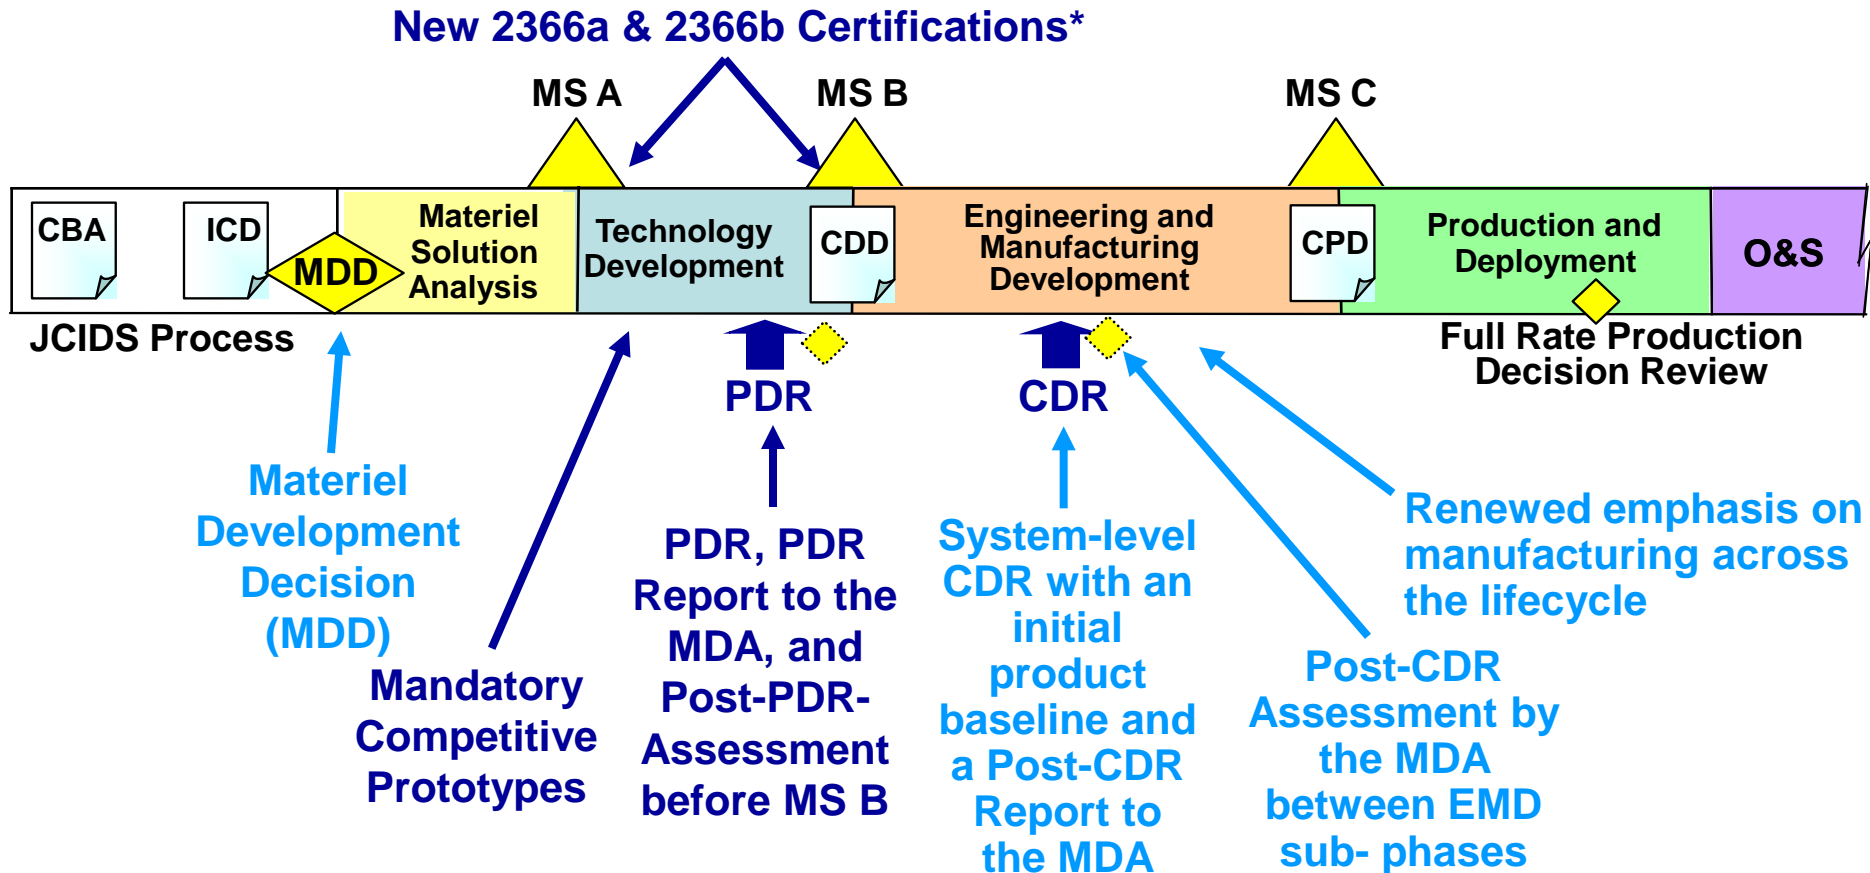 New 2366a & 2366b Certifications*
MS A
MS B
MS C
CBA
ICD
MDD
Materiel
Solution
Analysis
Technology
Development
CDD
Engineering and
Manufacturing
Development
CPD
Production and
Deployment
O&S
JCIDS Process
PDR
CDR
Full Rate Production
Decision Review
Materiel
Development
Decision
(MDD)
Mandatory
Competitive
Prototypes
PDR, PDR
Report to the
MDA, and
Post-PDR-
Assessment
before MS B
System-level
CDR with an
initial
product
baseline and
a Post-CDR
Report to
the MDA
Post-CDR
Assessment by
the MDA
between EMD
sub- phases
Renewed emphasis on
manufacturing across
the lifecycle